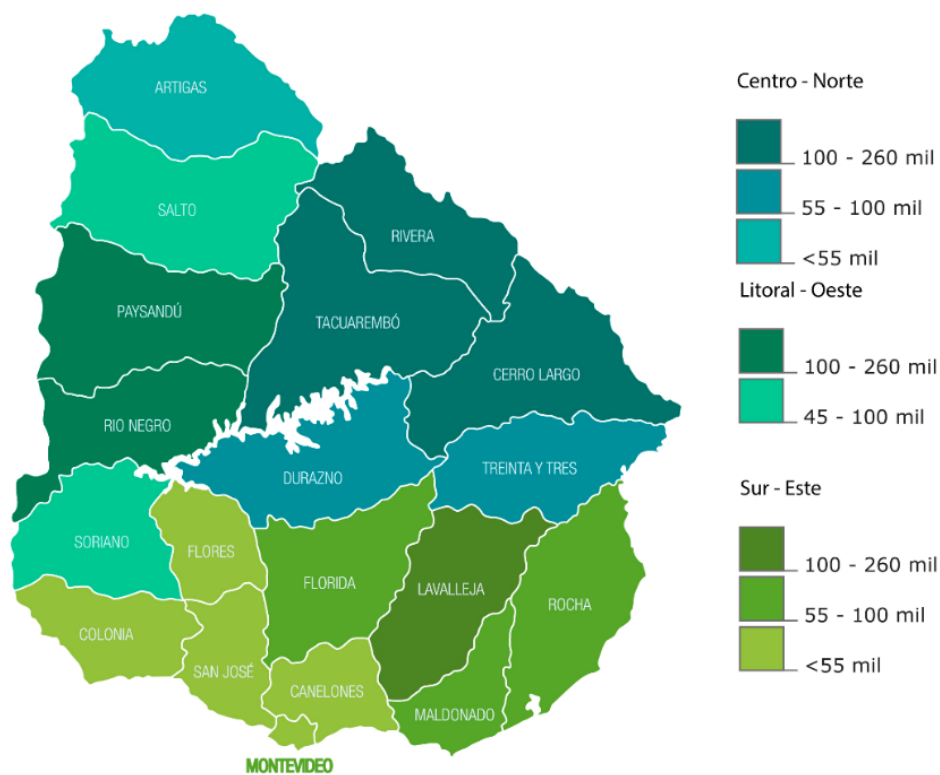 ARTIGAS
SALTO
RIVERA
PAYSANDÚ
TACUAREMBÓ
CERRO LARGO
RIO NEGRO
DURAZNO
TREINTA Y TRES
SORIANO
FLORES
FLORIDA
LAVALLEJA
ROCHA
COLONIA
SAN JOSÉ
CANELONES
MALDONADO
MONTEVIDEO
Centro - Norte
100 - 260 mil
55 - 100 mil
<55 mil
Litoral - Oeste
100 - 260 mil
45 - 100 mil
Sur - Este
100 - 260 mil
55 - 100 mil
<55 mil